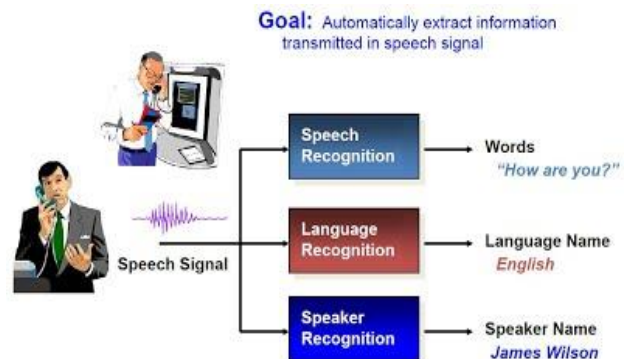 Goal: Automatically extract information
transmitted in speech signal
Speech
Recognition
Words
"How are you?"
Speech Signal
Language
Recognition
Language Name
English
Speaker
Recognition
Speaker Name
James Wilson